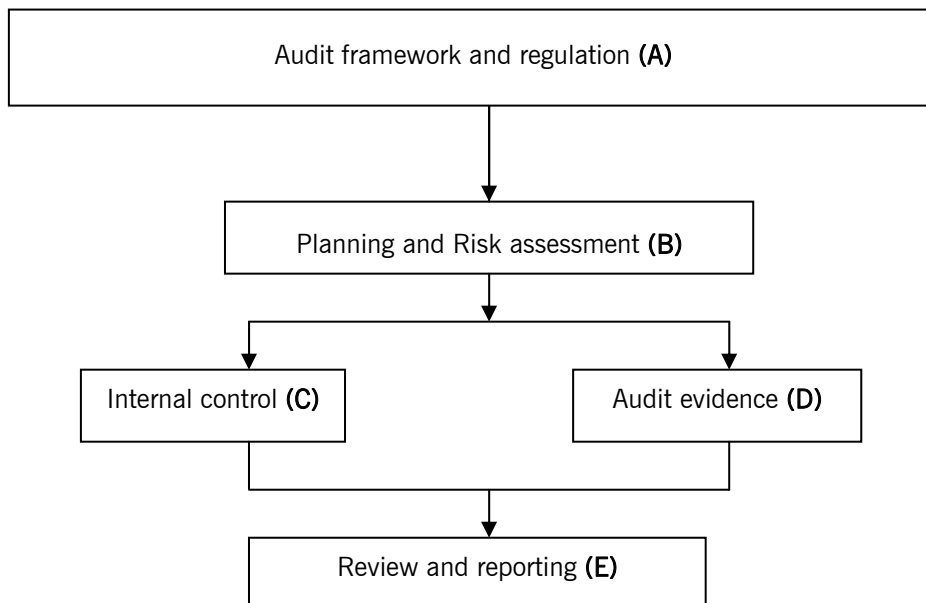 Audit framework and regulation (A)
Planning and Risk assessment (B)
Internal control (C)
Audit evidence (D)
Review and reporting (E)